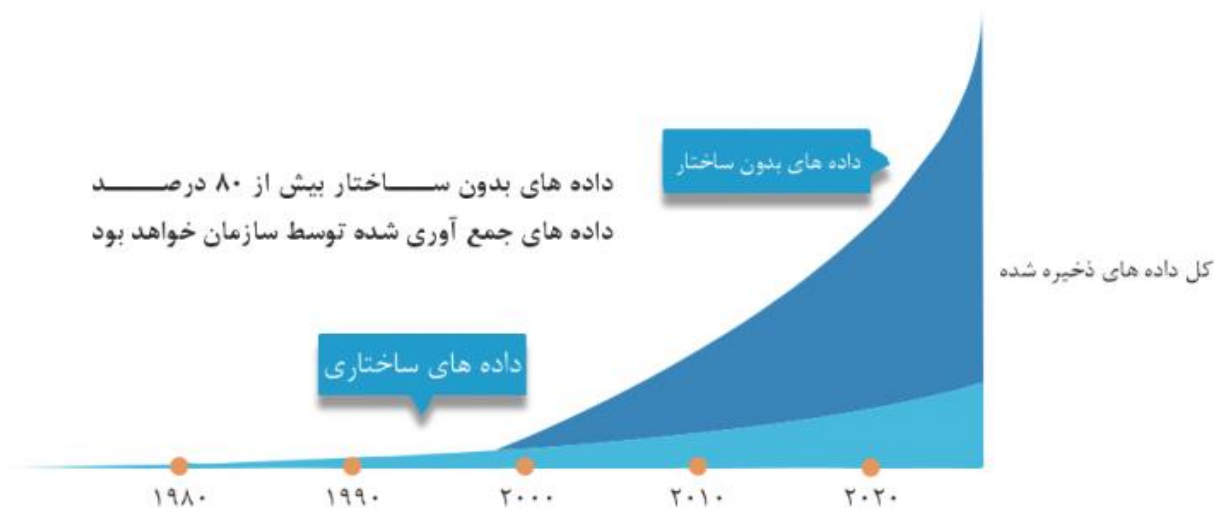 داده های بدون ساختار
داده های بدون ساختار بیش از ۸۰ درصد
داده های جمع آوری شده توسط سازمان خواهد بود
کل داده های ذخیره شده
داده های ساختاری
۱۹۸۰ ۱۹۹۰ ۲۰۰۰ ۲۰۱۰ ۲۰۲۰